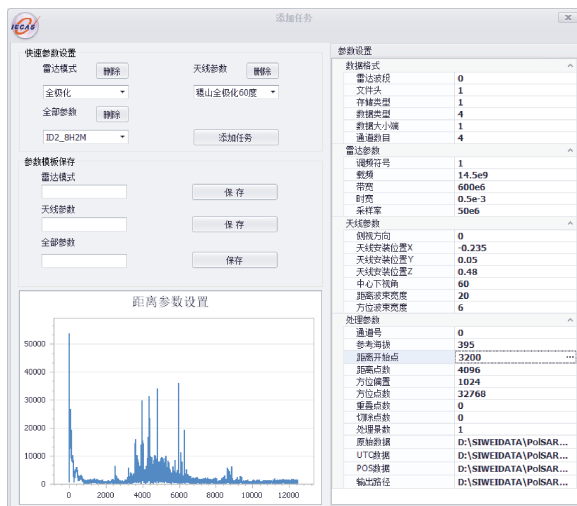 添加任务
IECAS
快速参数设置
雷达模式 删除 天线参数 删除
全极化 稷山全极化60度
全部参数 删除
ID2_8H2M 添加任务
参数模板保存
雷达模式
保 存
天线参数
保 存
全部参数
保存
距离参数设置
50000
40000
30000
20000
10000
0
0 2000 4000 6000 8000 10000 12000
参数设置
数据格式
雷达波段 0
文件头 1
存储类型 1
数据类型 4
数据大小端 1
通道数目 4
雷达参数
调频符号 1
载频 14.5e9
带宽 600e6
时宽 0.5e-3
采样率 50e6
天线参数
侧视方向 0
天线安装位置X -0.235
天线安装位置Y 0.05
天线安装位置Z 0.48
中心下视角 60
距离波束宽度 20
方位波束宽度 6
处理参数
通道号 0
参考海拔 395
距离开始点 3200 ...
距离点数 4096
方位偏置 1024
方位点数 32768
重叠点数 0
切除点数 0
处理景数 1
原始数据 D:\SIWEIDATA\PolSAR...
UTC数据 D:\SIWEIDATA\PolSAR...
POS数据 D:\SIWEIDATA\PolSAR...
输出路径 D:\SIWEIDATA\PolSAR...